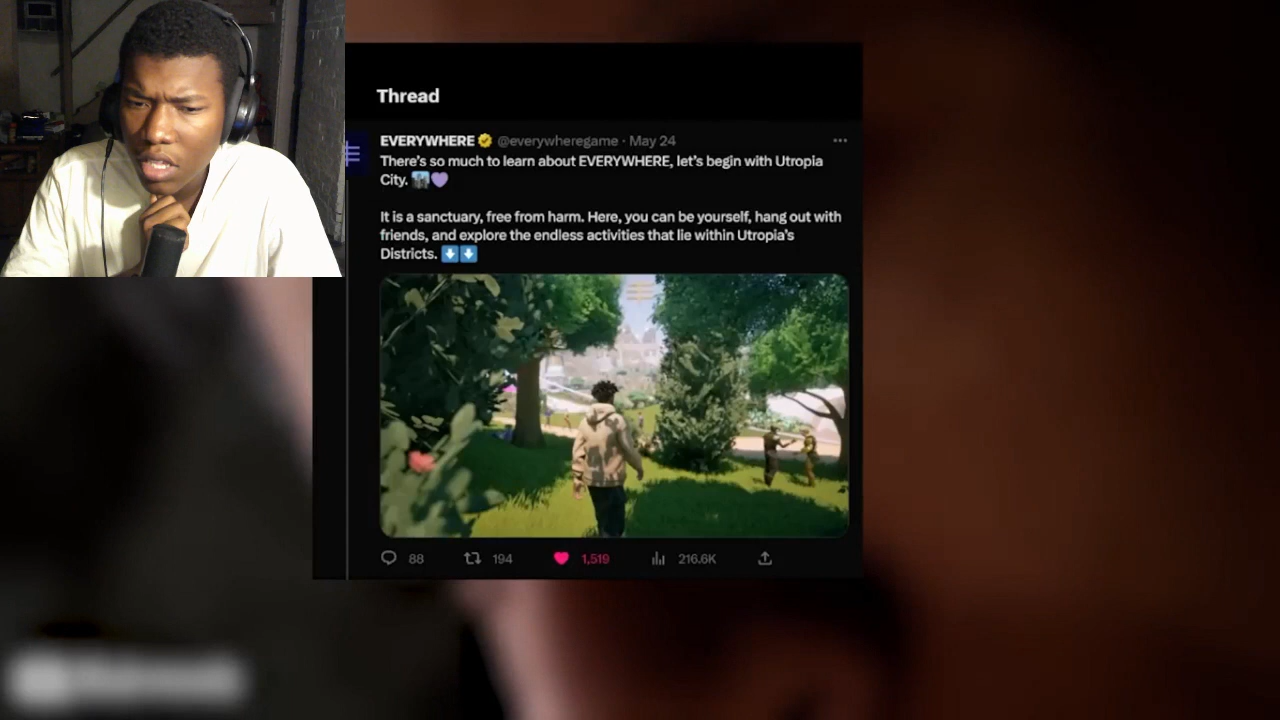 Thread
EVERYWHERE @everywheregame · May 24
There's so much to learn about EVERYWHERE, let's begin with Utropia
City. 🏙️💜
It is a sanctuary, free from harm. Here, you can be yourself, hang out with
friends, and explore the endless activities that lie within Utropia's
Districts. ⬇️⬇️
88 194 1,519 216.6K